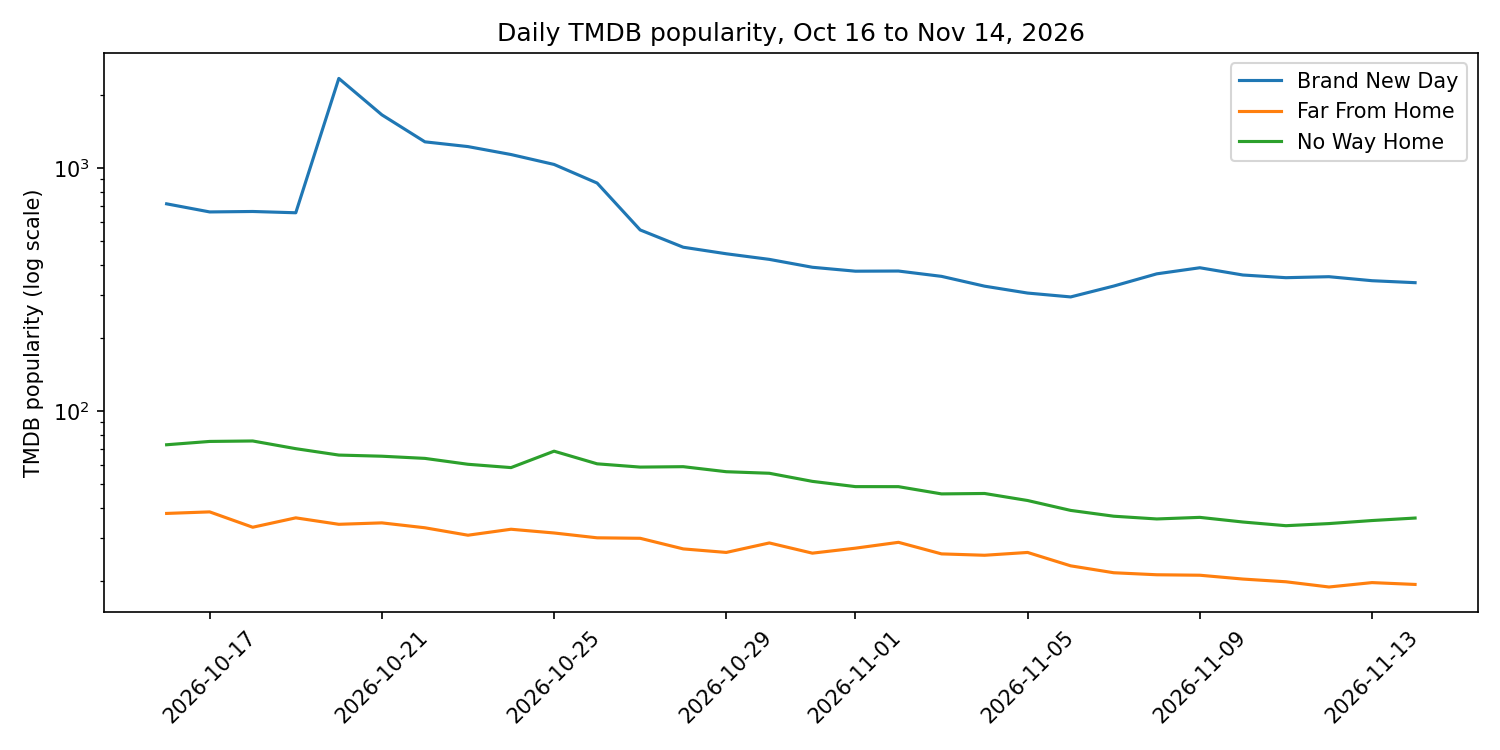 Daily TMDB popularity, Oct 16 to Nov 14, 2026
Brand New Day
Far From Home
No Way Home
TMDB popularity (log scale)
10³
10²
2026-10-17
2026-10-21
2026-10-25
2026-10-29
2026-11-01
2026-11-05
2026-11-09
2026-11-13